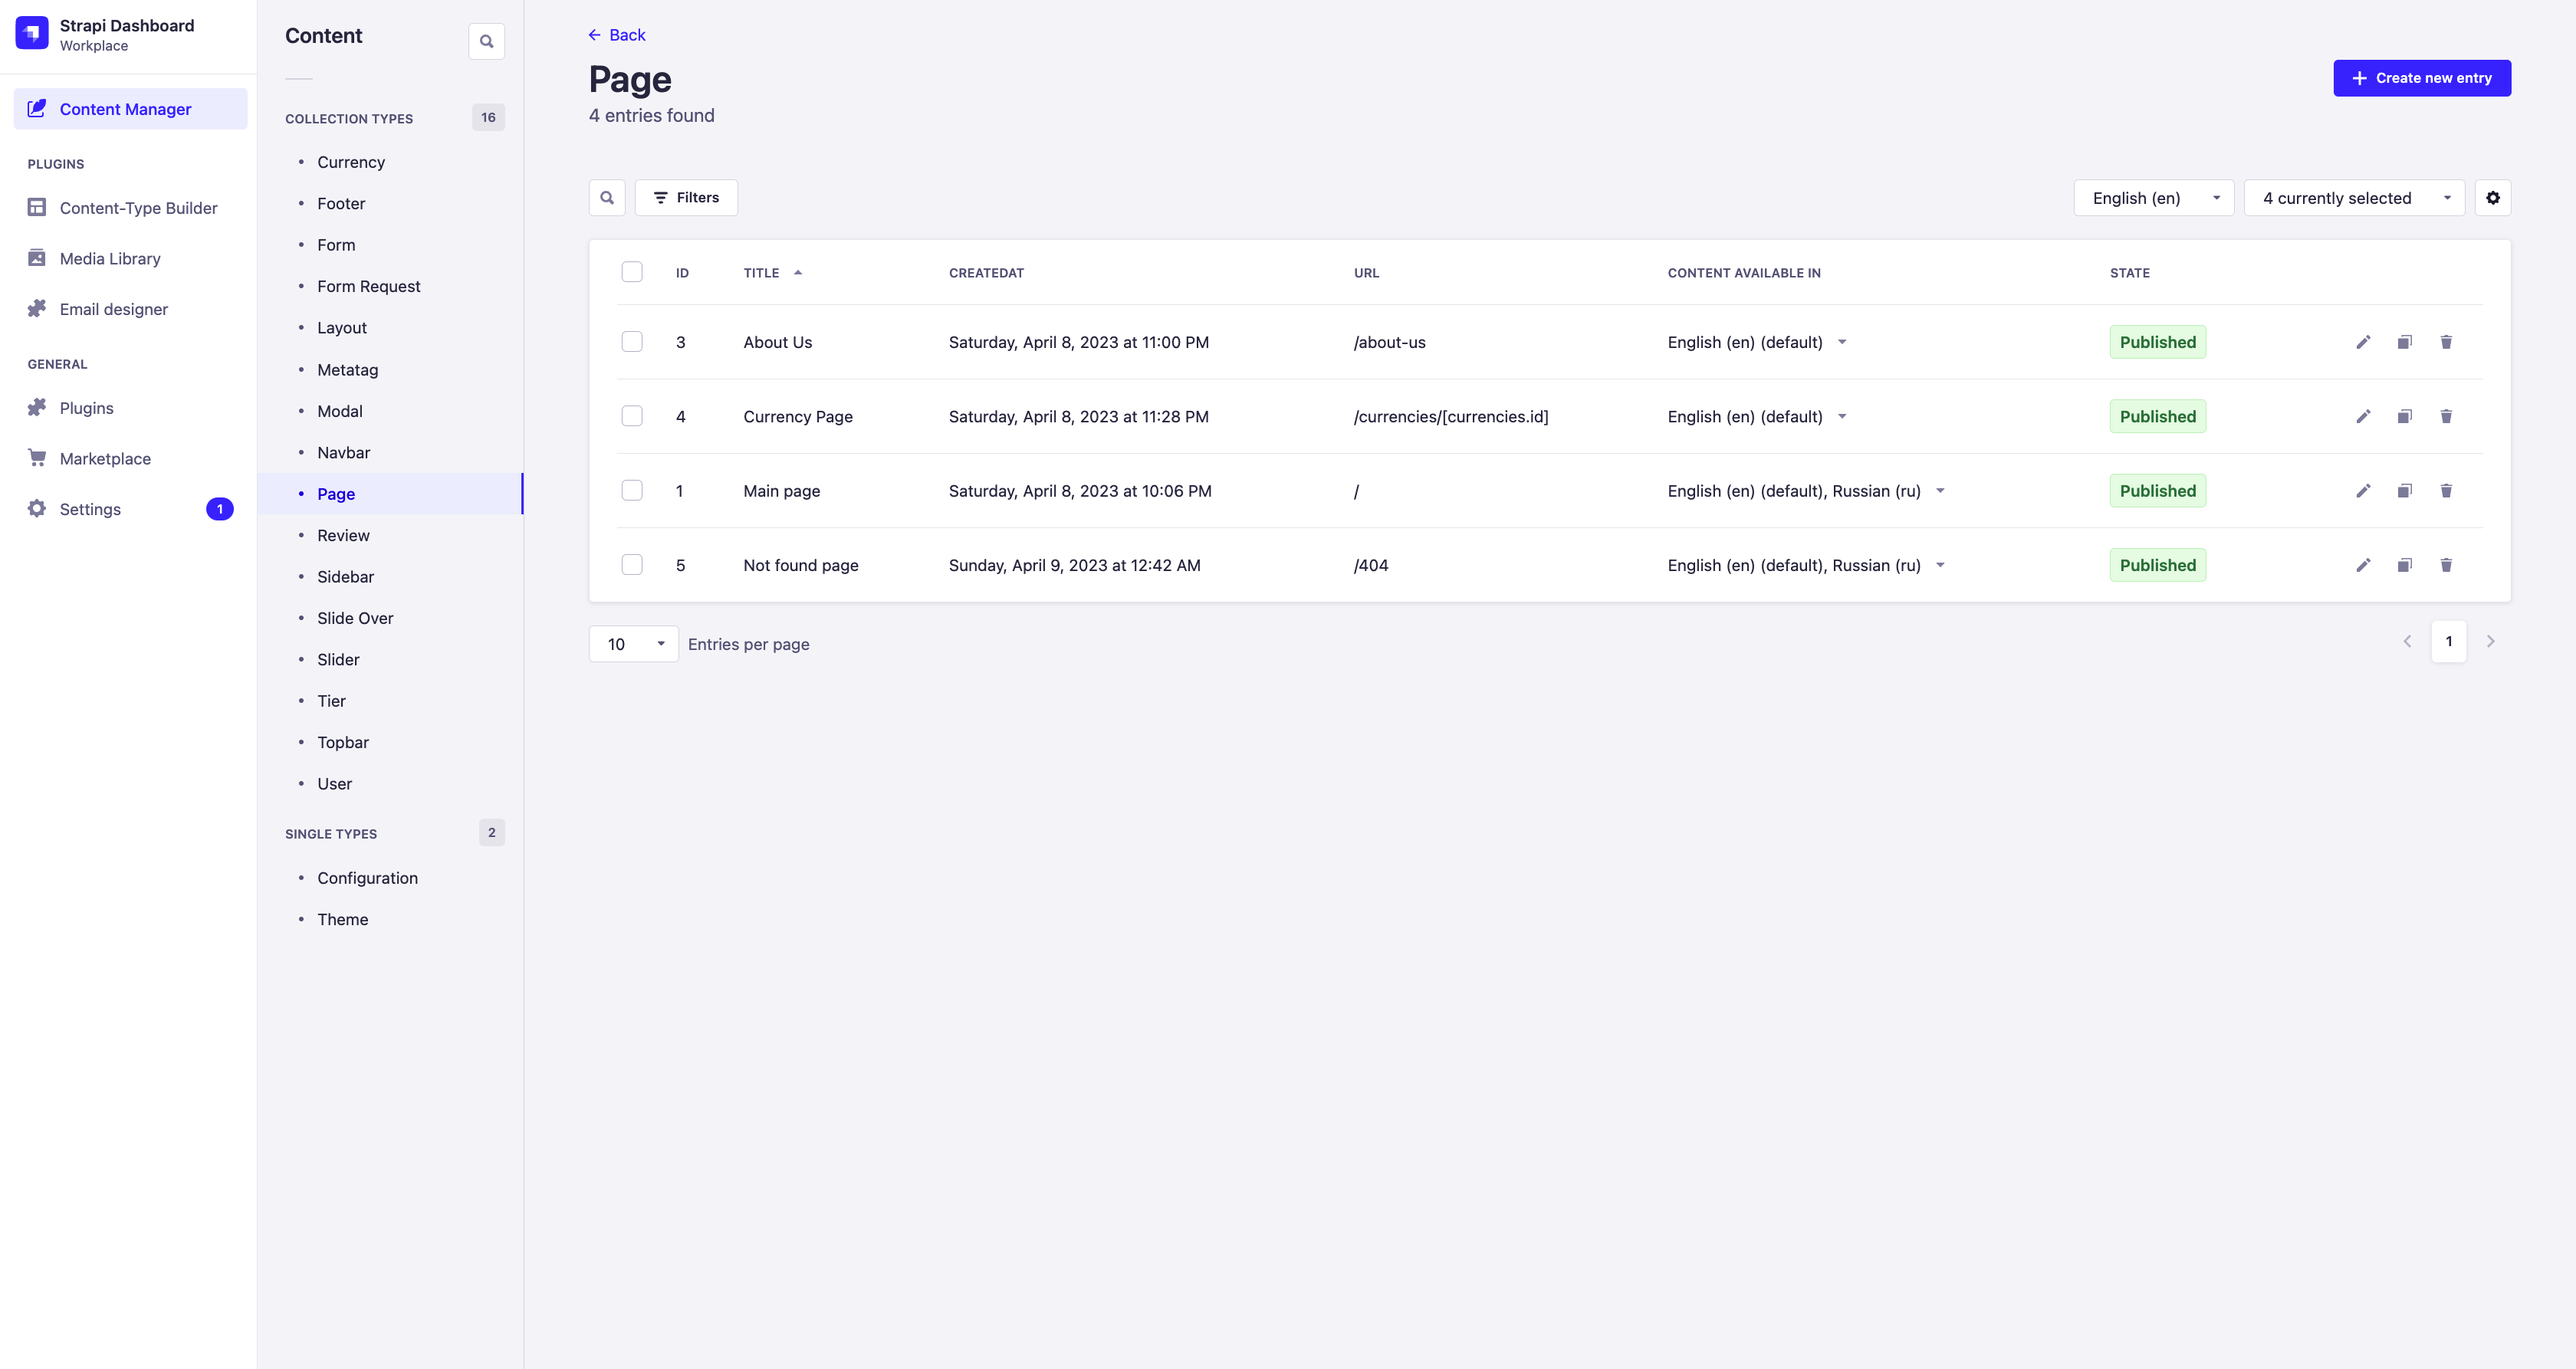 Strapi Dashboard
Workplace
Content Manager
PLUGINS
Content-Type Builder
Media Library
Email designer
GENERAL
Plugins
Marketplace
Settings 1
Content
COLLECTION TYPES 16
Currency
Footer
Form
Form Request
Layout
Metatag
Modal
Navbar
Page
Review
Sidebar
Slide Over
Slider
Tier
Topbar
User
SINGLE TYPES 2
Configuration
Theme
Back
Page
4 entries found
Create new entry
Filters
English (en) 4 currently selected
ID TITLE CREATEDAT URL CONTENT AVAILABLE IN STATE
3 About Us Saturday, April 8, 2023 at 11:00 PM /about-us English (en) (default) Published
4 Currency Page Saturday, April 8, 2023 at 11:28 PM /currencies/[currencies.id] English (en) (default) Published
1 Main page Saturday, April 8, 2023 at 10:06 PM / English (en) (default), Russian (ru) Published
5 Not found page Sunday, April 9, 2023 at 12:42 AM /404 English (en) (default), Russian (ru) Published
10 Entries per page 1